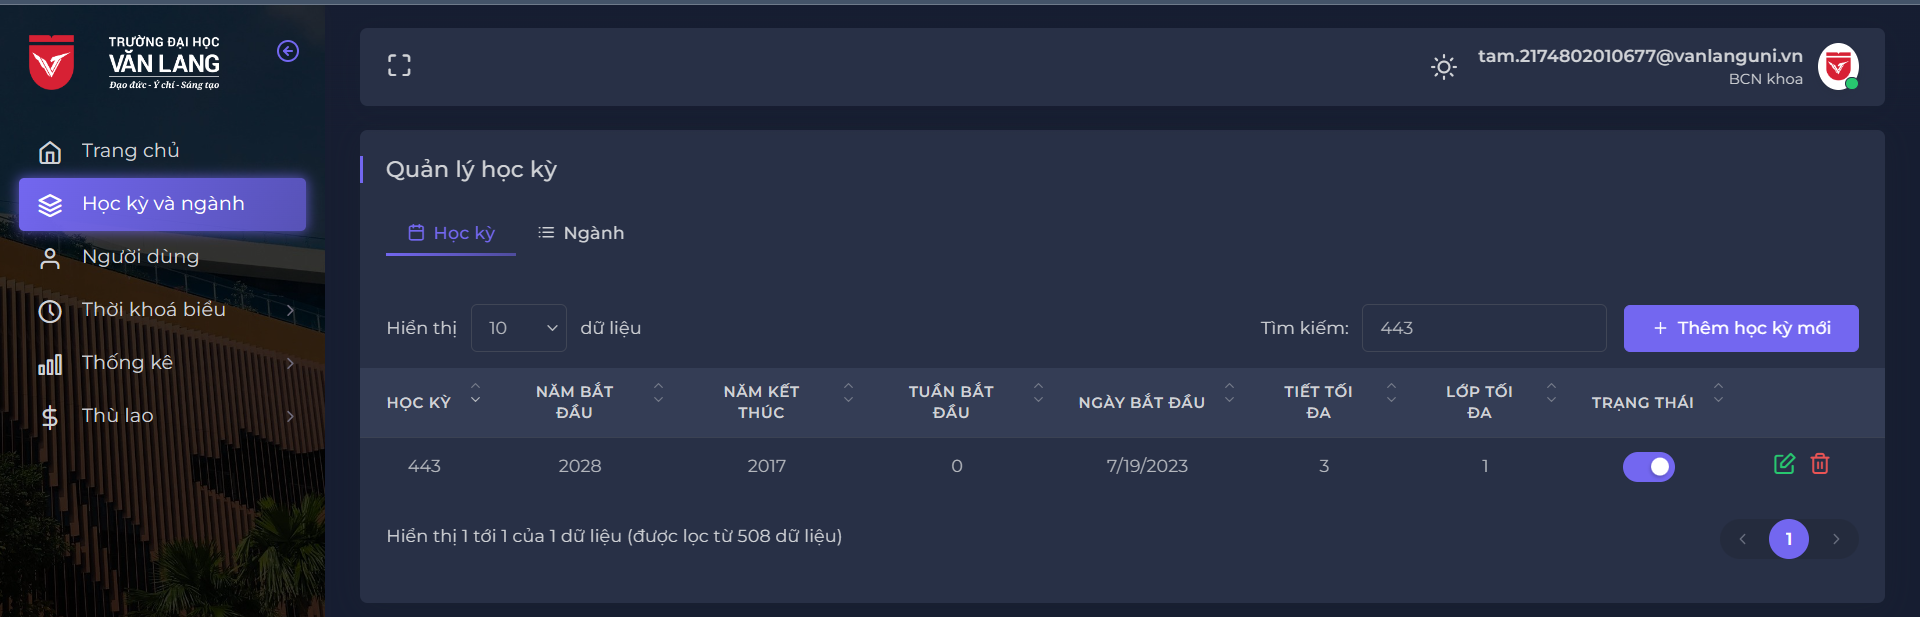 TRƯỜNG ĐẠI HỌC
VĂN LANG
Đạo đức - Ý chí - Sáng tạo
Trang chủ
Học kỳ và ngành
Người dùng
Thời khoá biểu
Thống kê
Thù lao
tam.2174802010677@vanlanguni.vn
BCN khoa
Quản lý học kỳ
Học kỳ
Ngành
Hiển thị 10 dữ liệu
Tìm kiếm: 443
+ Thêm học kỳ mới
HỌC KỲ
NĂM BẮT
ĐẦU
NĂM KẾT
THÚC
TUẦN BẮT
ĐẦU
NGÀY BẮT ĐẦU
TIẾT TỐI
ĐA
LỚP TỐI
ĐA
TRẠNG THÁI
443 2028 2017 0 7/19/2023 3 1
Hiển thị 1 tới 1 của 1 dữ liệu (được lọc từ 508 dữ liệu)
1